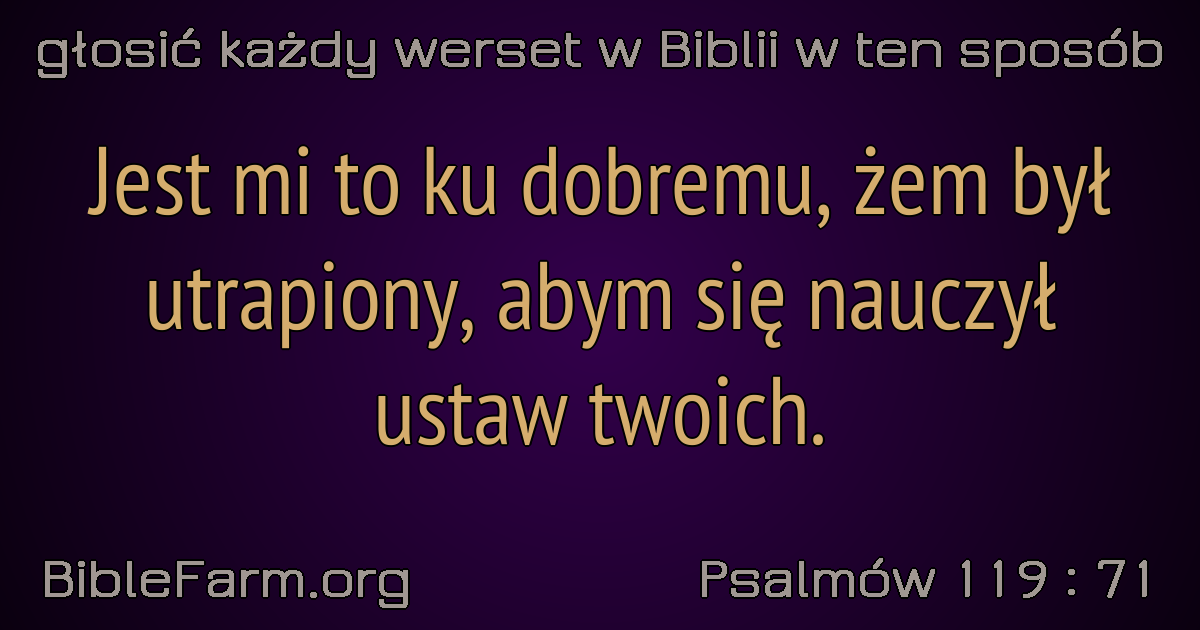 głosić każdy werset w Biblii w ten sposób
Jest mi to ku dobremu, żem był
utrapiony, abym się nauczył
ustaw twoich.
BibleFarm.org
Psalmów 119 : 71